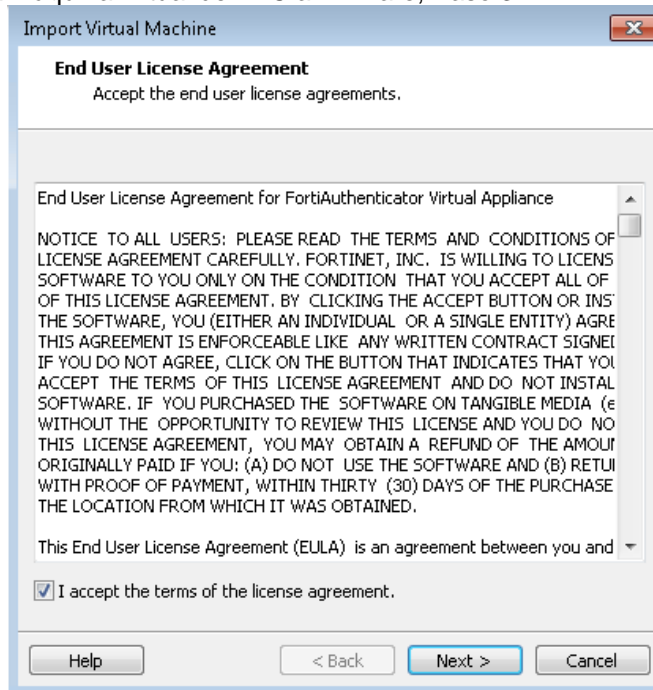 Import Virtual Machine
End User License Agreement
Accept the end user license agreements.
End User License Agreement for FortiAuthenticator Virtual Appliance
NOTICE TO ALL USERS: PLEASE READ THE TERMS AND CONDITIONS OF
LICENSE AGREEMENT CAREFULLY. FORTINET, INC. IS WILLING TO LICENS
SOFTWARE TO YOU ONLY ON THE CONDITION THAT YOU ACCEPT ALL OF
OF THIS LICENSE AGREEMENT. BY CLICKING THE ACCEPT BUTTON OR INS
THE SOFTWARE, YOU (EITHER AN INDIVIDUAL OR A SINGLE ENTITY) AGRE
THIS AGREEMENT IS ENFORCEABLE LIKE ANY WRITTEN CONTRACT SIGNE
IF YOU DO NOT AGREE, CLICK ON THE BUTTON THAT INDICATES THAT YOU
ACCEPT THE TERMS OF THIS LICENSE AGREEMENT AND DO NOT INSTAL
SOFTWARE. IF YOU PURCHASED THE SOFTWARE ON TANGIBLE MEDIA (e
WITHOUT THE OPPORTUNITY TO REVIEW THIS LICENSE AND YOU DO NO
THIS LICENSE AGREEMENT, YOU MAY OBTAIN A REFUND OF THE AMOUN
ORIGINALLY PAID IF YOU: (A) DO NOT USE THE SOFTWARE AND (B) RETU
WITH PROOF OF PAYMENT, WITHIN THIRTY (30) DAYS OF THE PURCHASE
THE LOCATION FROM WHICH IT WAS OBTAINED.
This End User License Agreement (EULA) is an agreement between you and
I accept the terms of the license agreement.
Help
< Back
Next >
Cancel